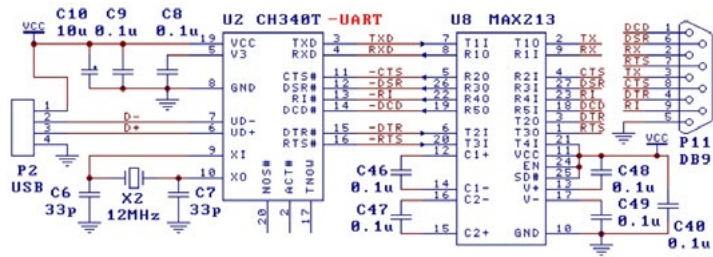 C10 C9 C8 U2 CH340T -UART U8 MAX213
VCC 10u 0.1u 0.1u
19 VCC TXD 3 TXD 7 T1I T1O 2 TX DCD 1
5 V3 RXD 4 RXD 8 R1O R1I 9 RX DSR 6
RX 2
CTS# 11 -CTS 5 R2O R2I 4 CTS RTS 7
8 GND DSR# 12 -DSR 26 R3O R3I 27 DSR TX 3
RI# 13 -RI 22 R4O R4I 23 RI CTS 8
DCD# 14 -DCD 19 R5O R5I 18 DCD DTR 4
1 T2O 3 DTR RI 9
2 D- 7 UD- DTR# 15 -DTR 6 T2I T3O 1 RTS 5
3 D+ 6 UD+ RTS# 16 -RTS 20 T3I T4I 21
4 C1+ 12 VCC 11 VCC P11
9 XI EN 24 DB9
P2 C46 SD# 25 C48
USB 10 XO NOS# ACT# TNOW 0.1u 14 C1- V+ 13 0.1u
C6 C7 16 C2- V- 17
33p X2 33p C47 C49
12MHz 20 2 17 0.1u 15 C2+ GND 10 0.1u C40
0.1u